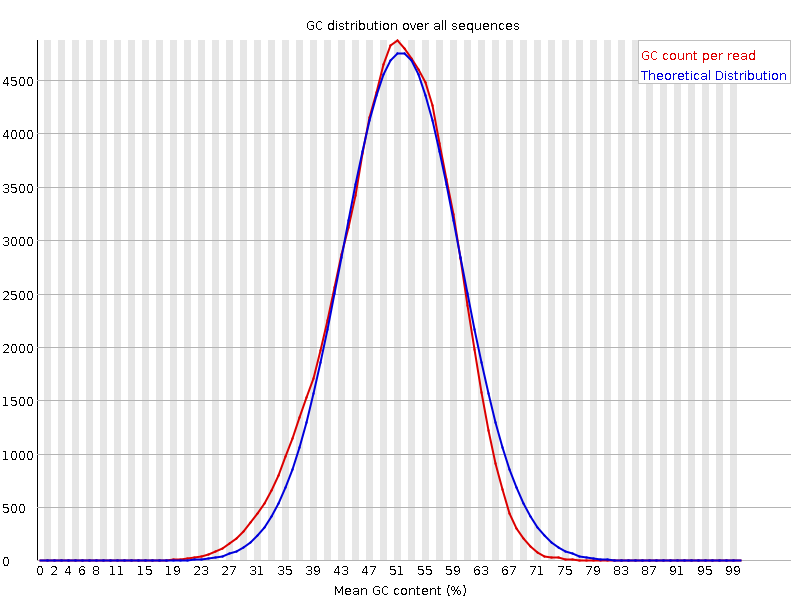 GC distribution over all sequences
GC count per read
Theoretical Distribution
4500
4000
3500
3000
2500
2000
1500
1000
500
0
0 2 4 6 8 11 15 19 23 27 31 35 39 43 47 51 55 59 63 67 71 75 79 83 87 91 95 99
Mean GC content (%)